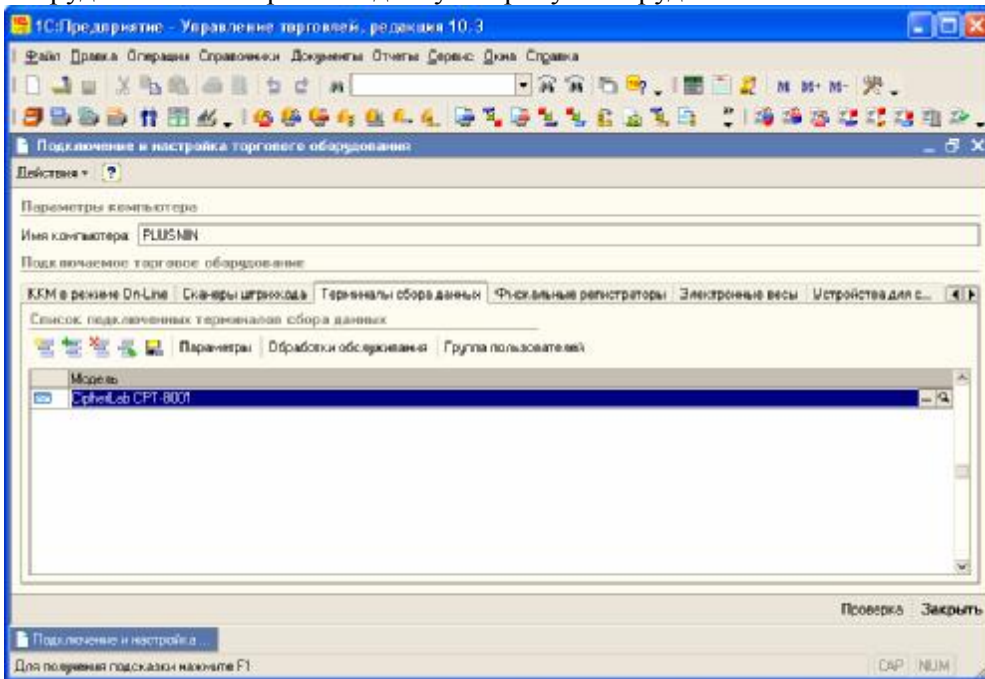 1С:Предприятие - Управление торговлей, редакция 10.3
Файл Правка Операции Справочники Документы Отчеты Сервис Окна Справка
M M+ M-
Подключение и настройка торгового оборудования
Действия
Параметры компьютера
Имя компьютера: PLUSNIN
Подключаемое торговое оборудование
ККМ в режиме On-Line Сканеры штрихкода Терминалы сбора данных Фискальные регистраторы Электронные весы Устройства для с...
Список подключенных терминалов сбора данных
Параметры Обработки обслуживания Группа пользователей
Модель
CipherLab CPT-8001
Проверка Закрыть
Подключение и настройка ...
Для получения подсказки нажмите F1
CAP NUM